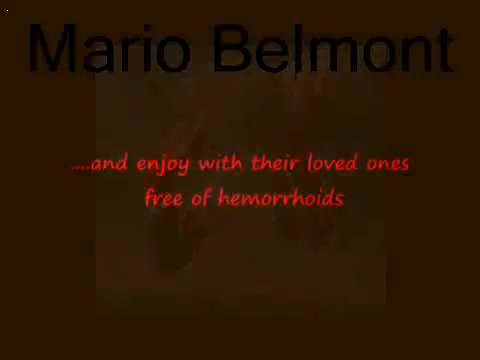 Mario Belmont
....and enjoy with their loved ones
free of hemorrhoids